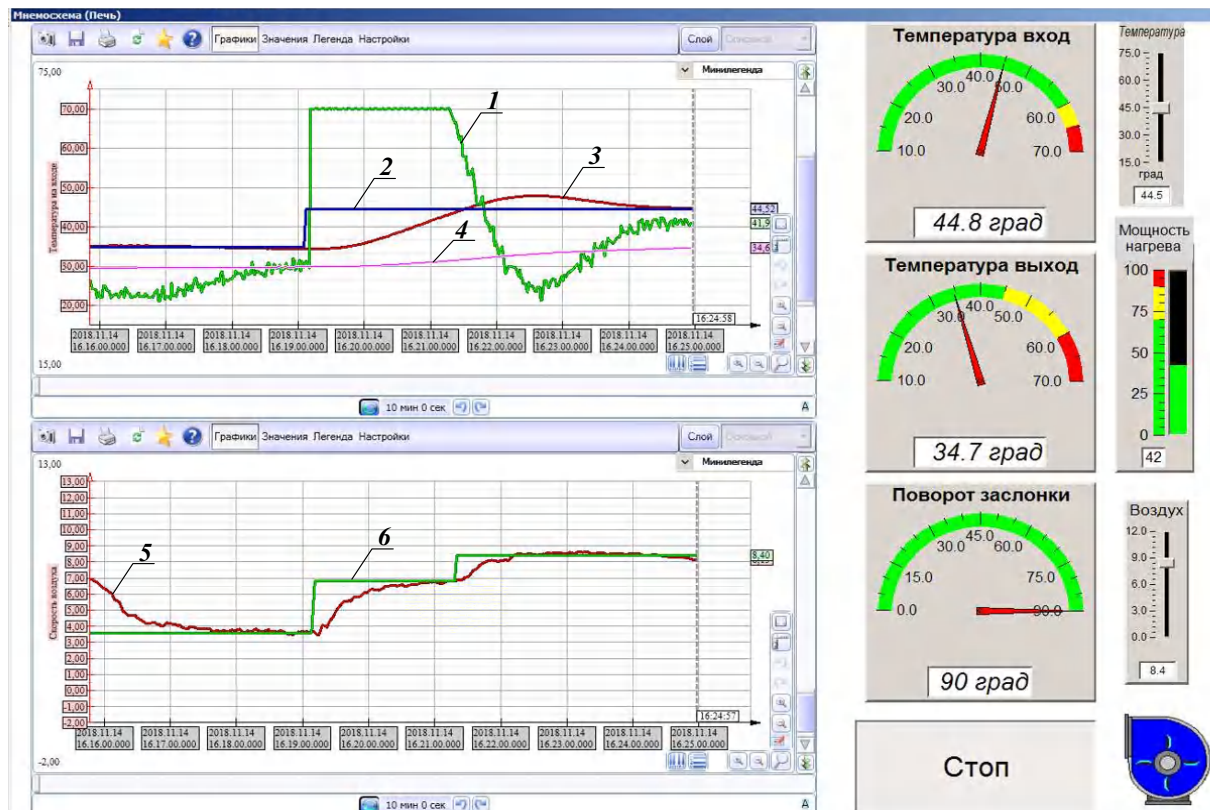 Мнемосхема (Печь)
Графики Значения Легенда Настройки
Слой Основной
75,00
Минилегенда
70,00
60,00
50,00
40,00
30,00
20,00
Температура на входе
1
2
3
4
44,52
41,9
34,6
16:24:58
2018.11.14 2018.11.14 2018.11.14 2018.11.14 2018.11.14 2018.11.14 2018.11.14 2018.11.14 2018.11.14 2018.11.14
16.16.00.000 16.17.00.000 16.18.00.000 16.19.00.000 16.20.00.000 16.21.00.000 16.22.00.000 16.23.00.000 16.24.00.000 16.25.00.000
15,00
10 мин 0 сек
A
Графики Значения Легенда Настройки
Слой Основной
13,00
Минилегенда
13,00
12,00
11,00
10,00
9,00
8,00
7,00
6,00
5,00
4,00
3,00
2,00
1,00
0,00
-1,00
-2,00
Скорость воздуха
5
6
8,40
16:24:57
2018.11.14 2018.11.14 2018.11.14 2018.11.14 2018.11.14 2018.11.14 2018.11.14 2018.11.14 2018.11.14 2018.11.14
16.16.00.000 16.17.00.000 16.18.00.000 16.19.00.000 16.20.00.000 16.21.00.000 16.22.00.000 16.23.00.000 16.24.00.000 16.25.00.000
-2,00
10 мин 0 сек
A
Температура вход
10.0 20.0 30.0 40.0 50.0 60.0 70.0
44.8 град
Температура выход
10.0 20.0 30.0 40.0 50.0 60.0 70.0
34.7 град
Поворот заслонки
0.0 15.0 30.0 45.0 60.0 75.0 90.0
90 град
Стоп
Температура
75.0
60.0
45.0
30.0
15.0
град
44.5
Мощность
нагрева
100
75
50
25
0
42
Воздух
12.0
9.0
6.0
3.0
0.0
8.4